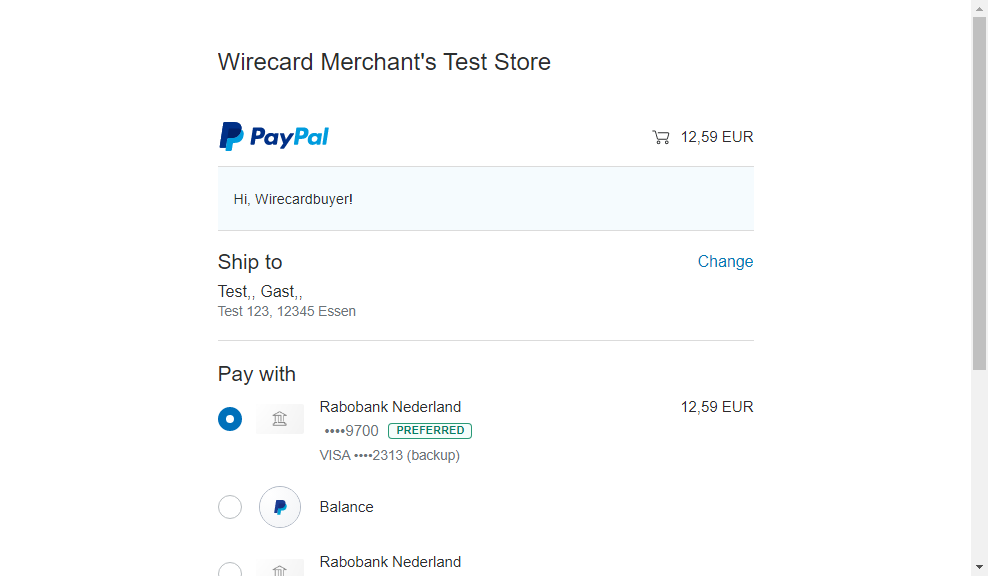 Wirecard Merchant's Test Store
PayPal 12,59 EUR
Hi, Wirecardbuyer!
Ship to Change
Test,, Gast,,
Test 123, 12345 Essen
Pay with
Rabobank Nederland 12,59 EUR
••••9700 PREFERRED
VISA ••••2313 (backup)
Balance
Rabobank Nederland